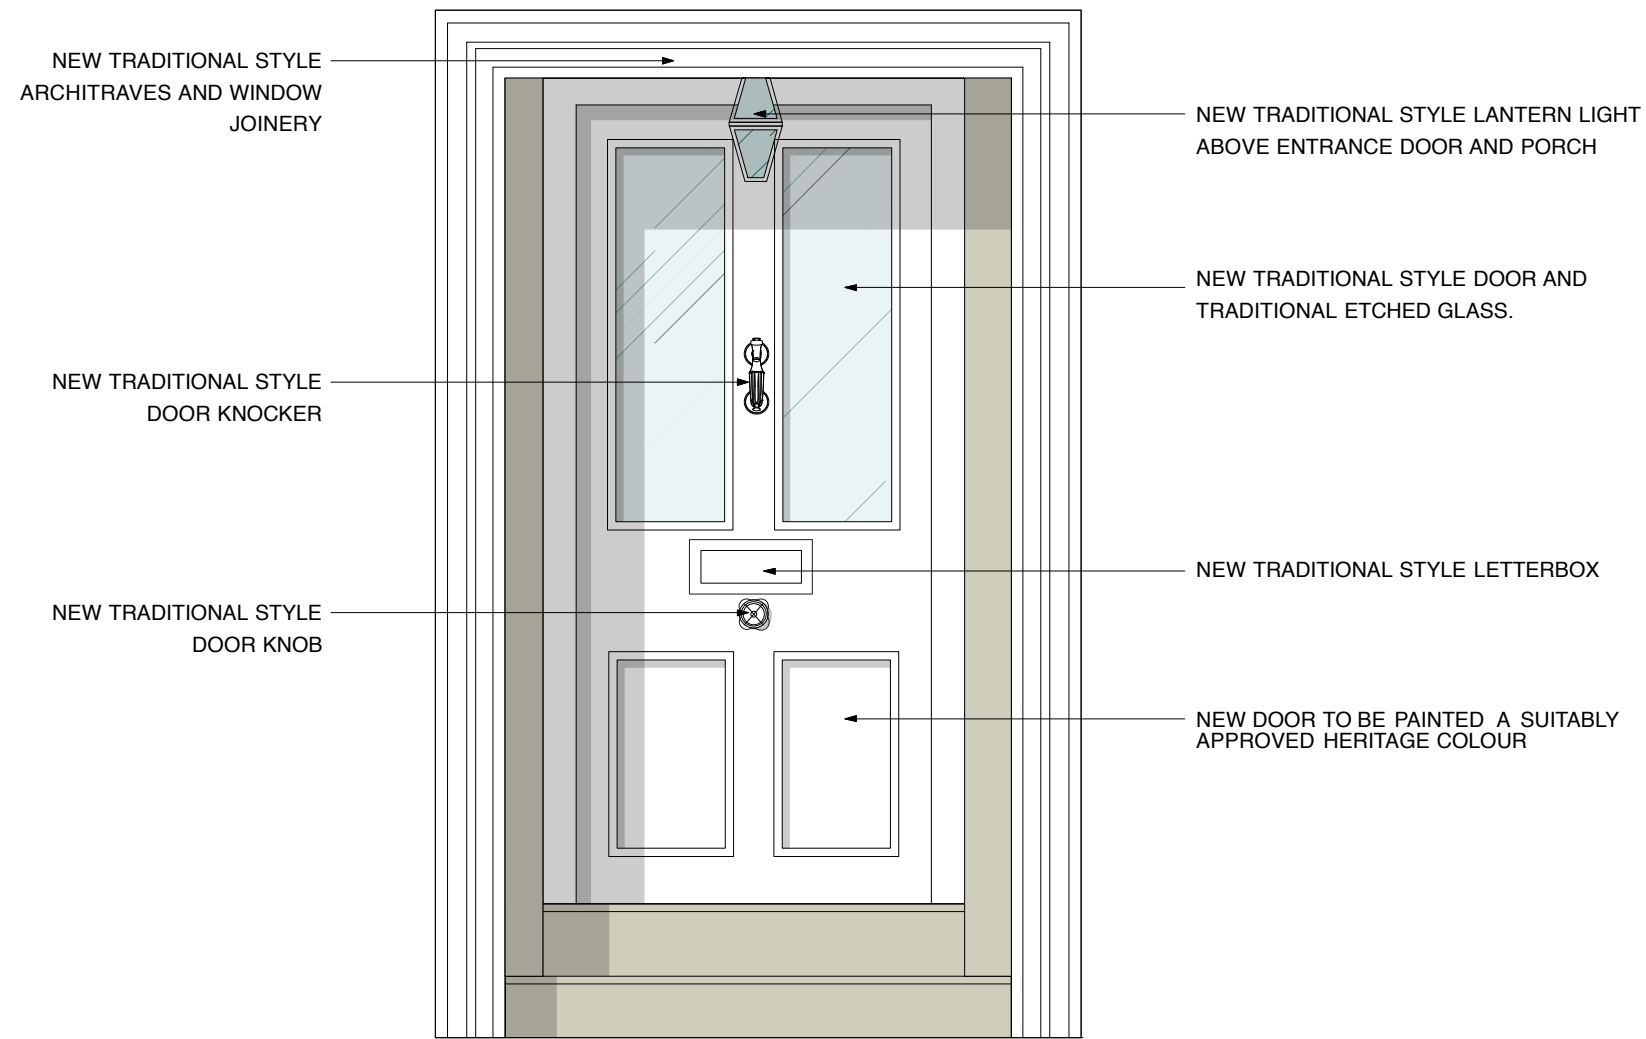 NEW TRADITIONAL STYLE
ARCHITRAVES AND WINDOW
JOINERY
NEW TRADITIONAL STYLE
DOOR KNOCKER
NEW TRADITIONAL STYLE
DOOR KNOB
NEW TRADITIONAL STYLE LANTERN LIGHT
ABOVE ENTRANCE DOOR AND PORCH
NEW TRADITIONAL STYLE DOOR AND
TRADITIONAL ETCHED GLASS.
NEW TRADITIONAL STYLE LETTERBOX
NEW DOOR TO BE PAINTED A SUITABLY
APPROVED HERITAGE COLOUR